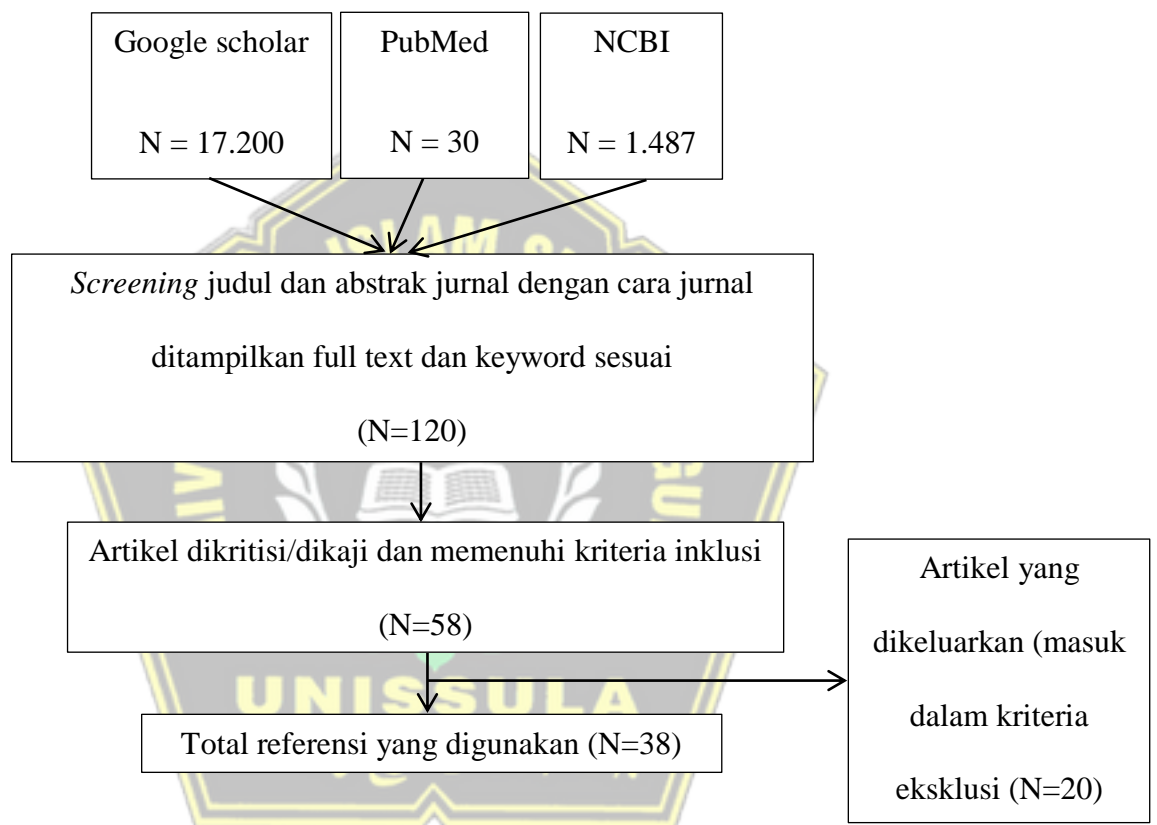 Google scholar
N = 17.200
PubMed
N = 30
NCBI
N = 1.487
Screening judul dan abstrak jurnal dengan cara jurnal
ditampilkan full text dan keyword sesuai
(N=120)
Artikel dikritisi/dikaji dan memenuhi kriteria inklusi
(N=58)
Artikel yang
dikeluarkan (masuk
dalam kriteria
eksklusi (N=20)
UNISSULA
Total referensi yang digunakan (N=38)